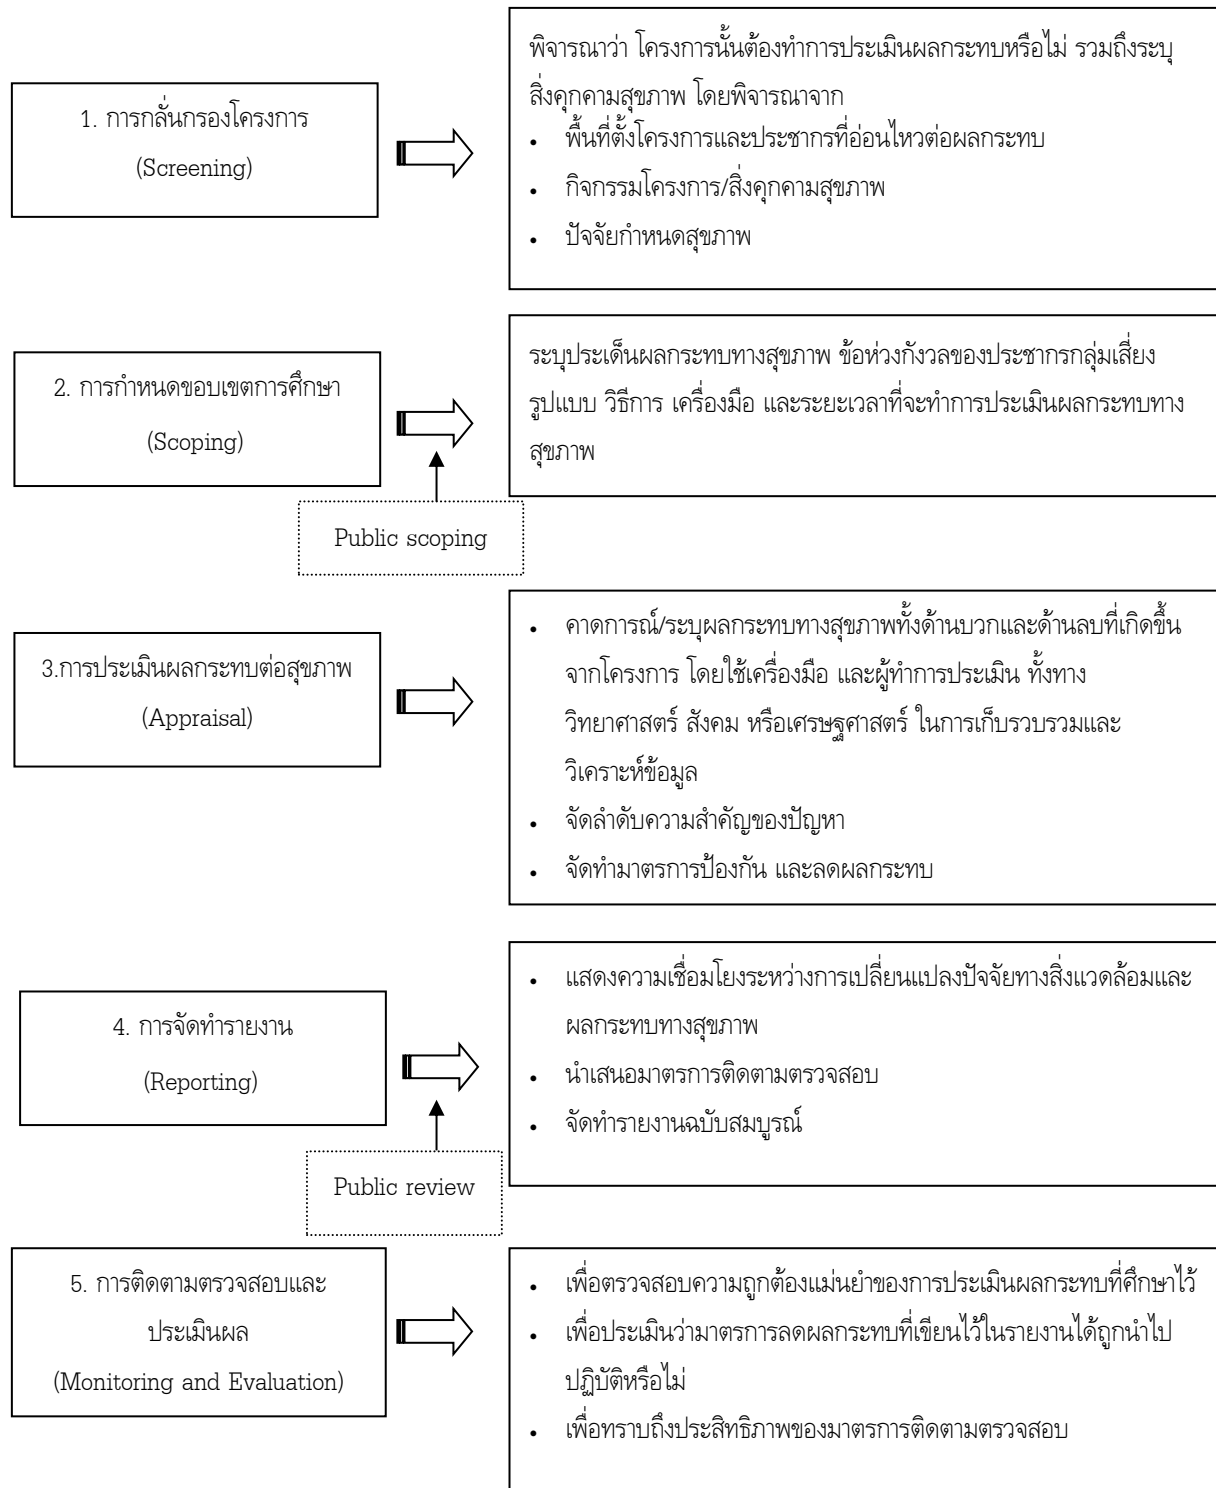 1. การกลั่นกรองโครงการ
(Screening)
พิจารณาว่า โครงการนั้นต้องทำการประเมินผลกระทบหรือไม่ รวมถึงระบุ
สิ่งคุกคามสุขภาพ โดยพิจารณาจาก
• พื้นที่ตั้งโครงการและประชากรที่อ่อนไหวต่อผลกระทบ
• กิจกรรมโครงการ/สิ่งคุกคามสุขภาพ
• ปัจจัยกำหนดสุขภาพ
2. การกำหนดขอบเขตการศึกษา
(Scoping)
ระบุประเด็นผลกระทบทางสุขภาพ ข้อห่วงกังวลของประชากรกลุ่มเสี่ยง
รูปแบบ วิธีการ เครื่องมือ และระยะเวลาที่จะทำการประเมินผลกระทบทาง
สุขภาพ
Public scoping
3.การประเมินผลกระทบต่อสุขภาพ
(Appraisal)
• คาดการณ์/ระบุผลกระทบทางสุขภาพทั้งด้านบวกและด้านลบที่เกิดขึ้น
จากโครงการ โดยใช้เครื่องมือ และผู้ทำการประเมิน ทั้งทาง
วิทยาศาสตร์ สังคม หรือเศรษฐศาสตร์ ในการเก็บรวบรวมและ
วิเคราะห์ข้อมูล
• จัดลำดับความสำคัญของปัญหา
• จัดทำมาตรการป้องกัน และลดผลกระทบ
4. การจัดทำรายงาน
(Reporting)
• แสดงความเชื่อมโยงระหว่างการเปลี่ยนแปลงปัจจัยทางสิ่งแวดล้อมและ
ผลกระทบทางสุขภาพ
• นำเสนอมาตรการติดตามตรวจสอบ
• จัดทำรายงานฉบับสมบูรณ์
Public review
5. การติดตามตรวจสอบและ
ประเมินผล
(Monitoring and Evaluation)
• เพื่อตรวจสอบความถูกต้องแม่นยำของการประเมินผลกระทบที่ศึกษาไว้
• เพื่อประเมินว่ามาตรการลดผลกระทบที่เขียนไว้ในรายงานได้ถูกนำไป
ปฏิบัติหรือไม่
• เพื่อทราบถึงประสิทธิภาพของมาตรการติดตามตรวจสอบ